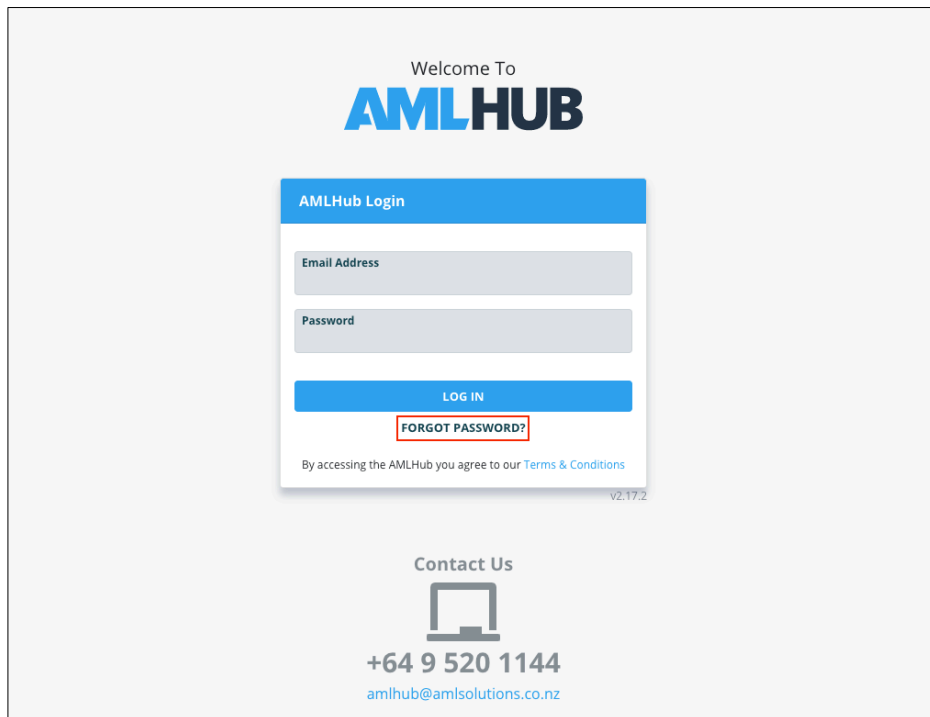 Welcome To
AMLHUB
AMLHub Login
Email Address
Password
LOG IN
FORGOT PASSWORD?
By accessing the AMLHub you agree to our Terms & Conditions
v2.17.2
Contact Us
+64 9 520 1144
amlhub@amlsolutions.co.nz